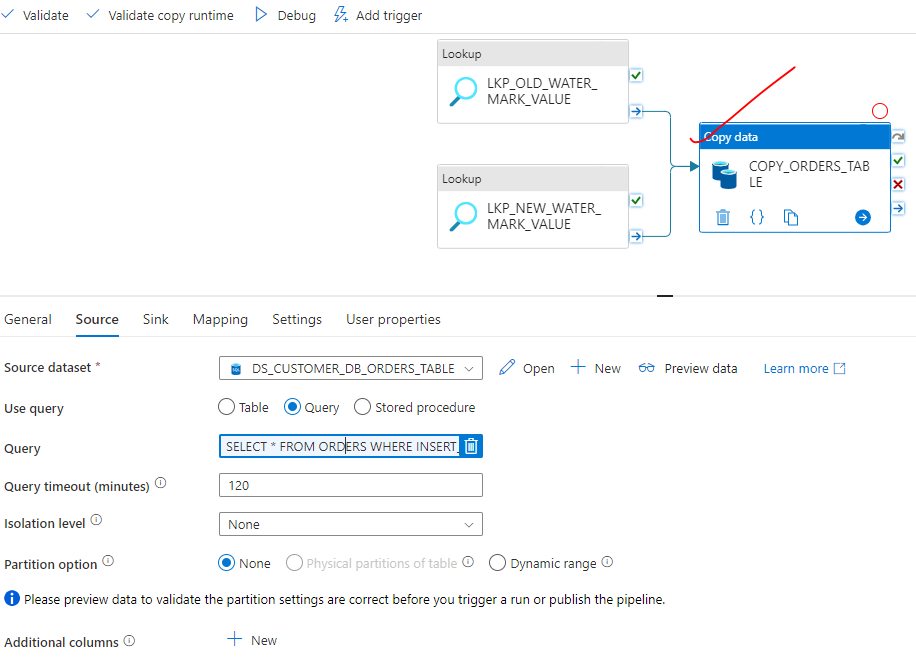 Validate Validate copy runtime Debug Add trigger
Lookup
LKP_OLD_WATER_
MARK_VALUE
Lookup
LKP_NEW_WATER_
MARK_VALUE
Copy data
COPY_ORDERS_TAB
LE
General Source Sink Mapping Settings User properties
Source dataset * DS_CUSTOMER_DB_ORDERS_TABLE Open New Preview data Learn more
Use query Table Query Stored procedure
Query SELECT * FROM ORDERS WHERE INSERT_
Query timeout (minutes) 120
Isolation level None
Partition option None Physical partitions of table Dynamic range
Please preview data to validate the partition settings are correct before you trigger a run or publish the pipeline.
Additional columns New